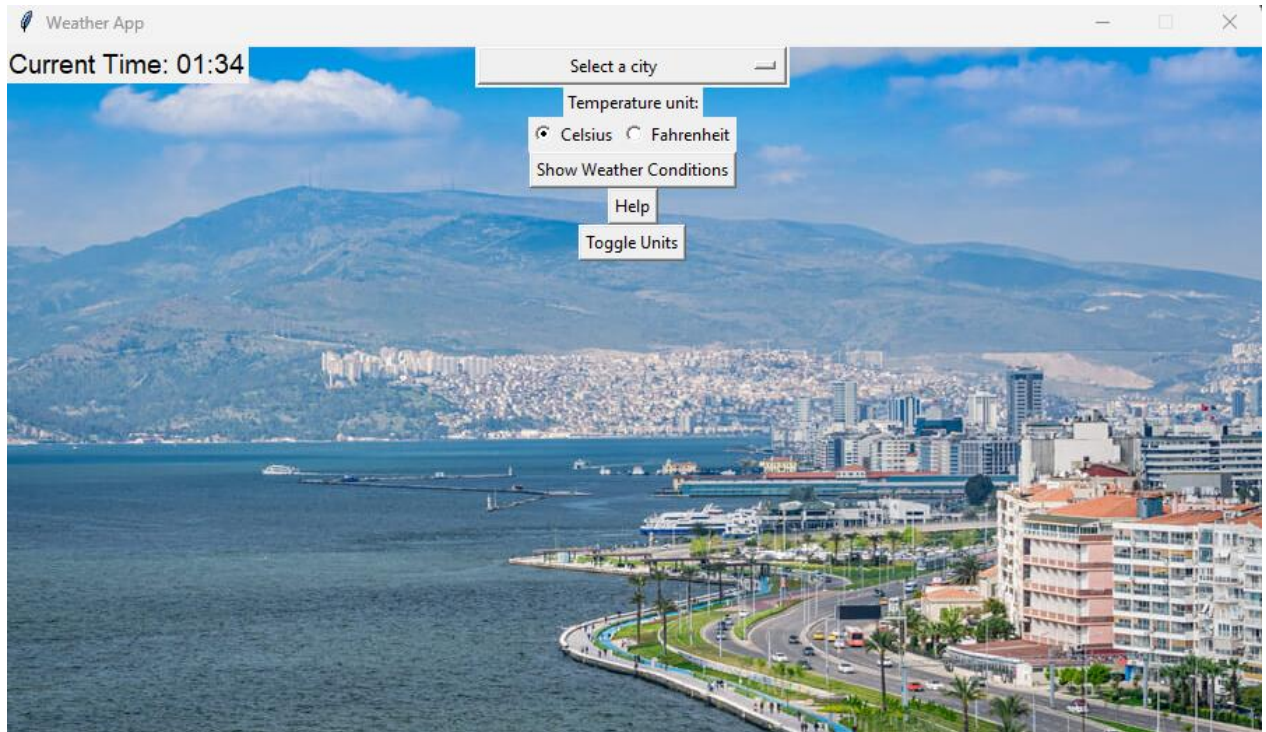 Weather App
Current Time: 01:34
Select a city
Temperature unit:
Celsius Fahrenheit
Show Weather Conditions
Help
Toggle Units